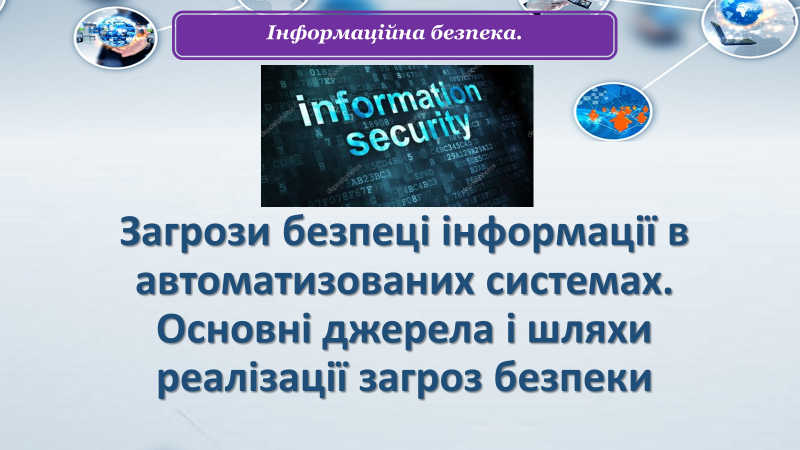 Інформаційна безпека.
information
security
Загрози безпеці інформації в
автоматизованих системах.
Основні джерела і шляхи
реалізації загроз безпеки